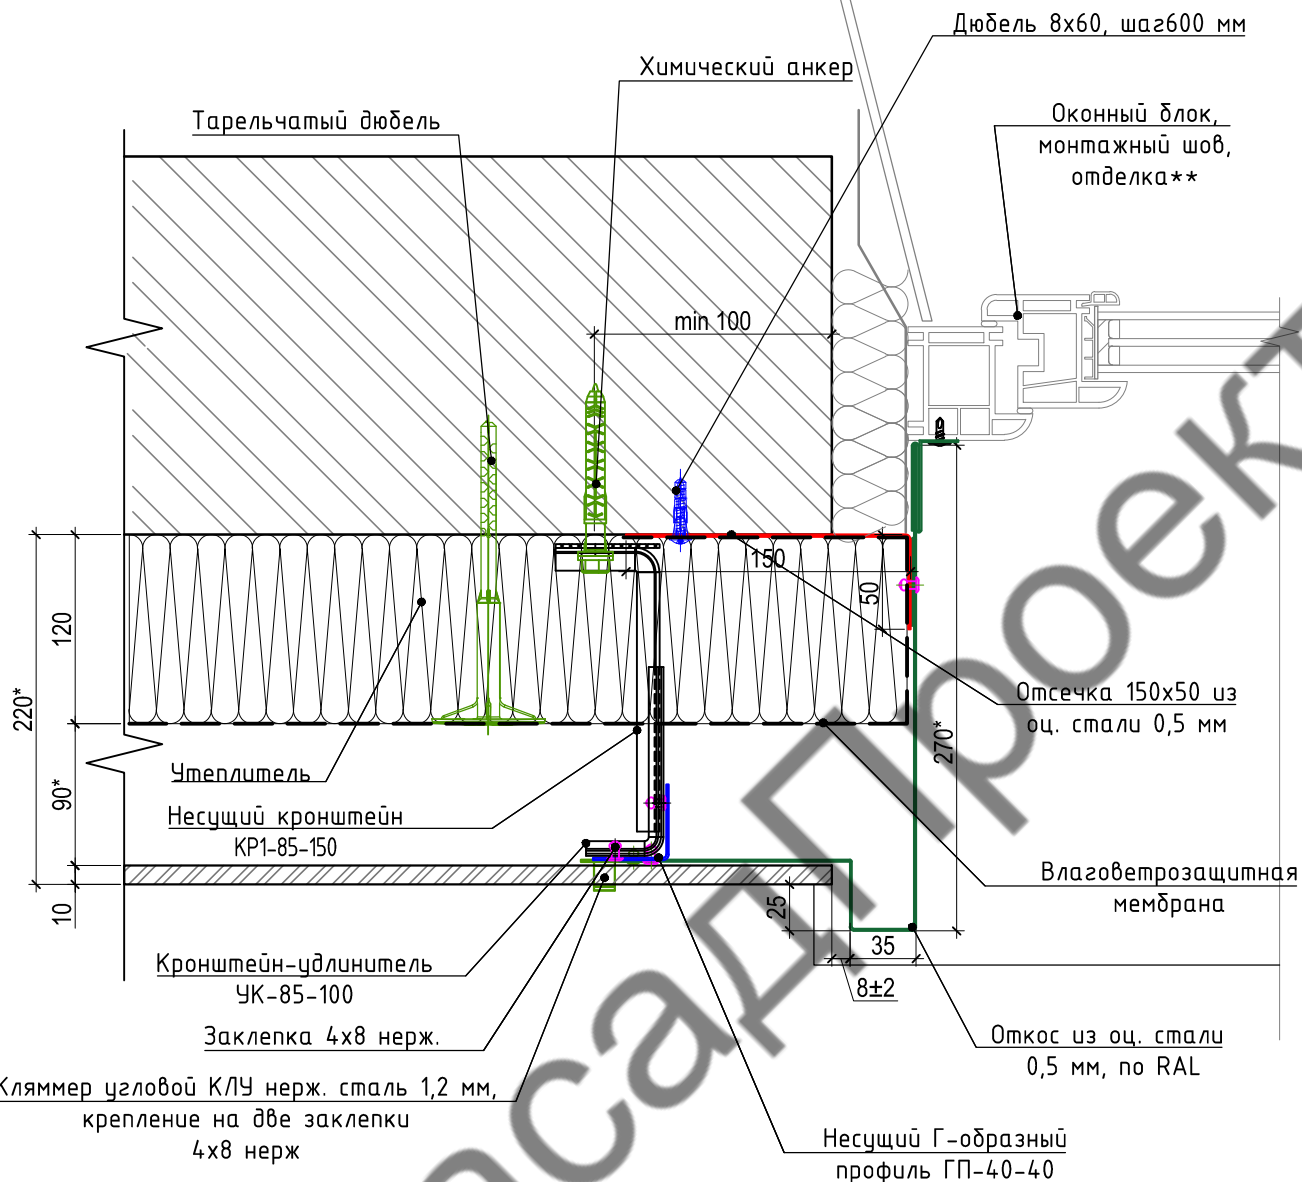 Дюбель 8х60, шаг600 мм
Химический анкер
Тарельчатый дюбель
Оконный блок,
монтажный шов,
отделка**
min 100
150
50
120
220*
90*
10
Отсечка 150х50 из
оц. стали 0,5 мм
270*
Утеплитель
Несущий кронштейн
КР1-85-150
Влаговетрозащитная
мембрана
25
35
8±2
Кронштейн-удлинитель
УК-85-100
Заклепка 4х8 нерж.
Откос из оц. стали
0,5 мм, по RAL
Кляммер угловой КЛУ нерж. сталь 1,2 мм,
крепление на две заклепки
4х8 нерж
Несущий Г-образный
профиль ГП-40-40
асадПроект